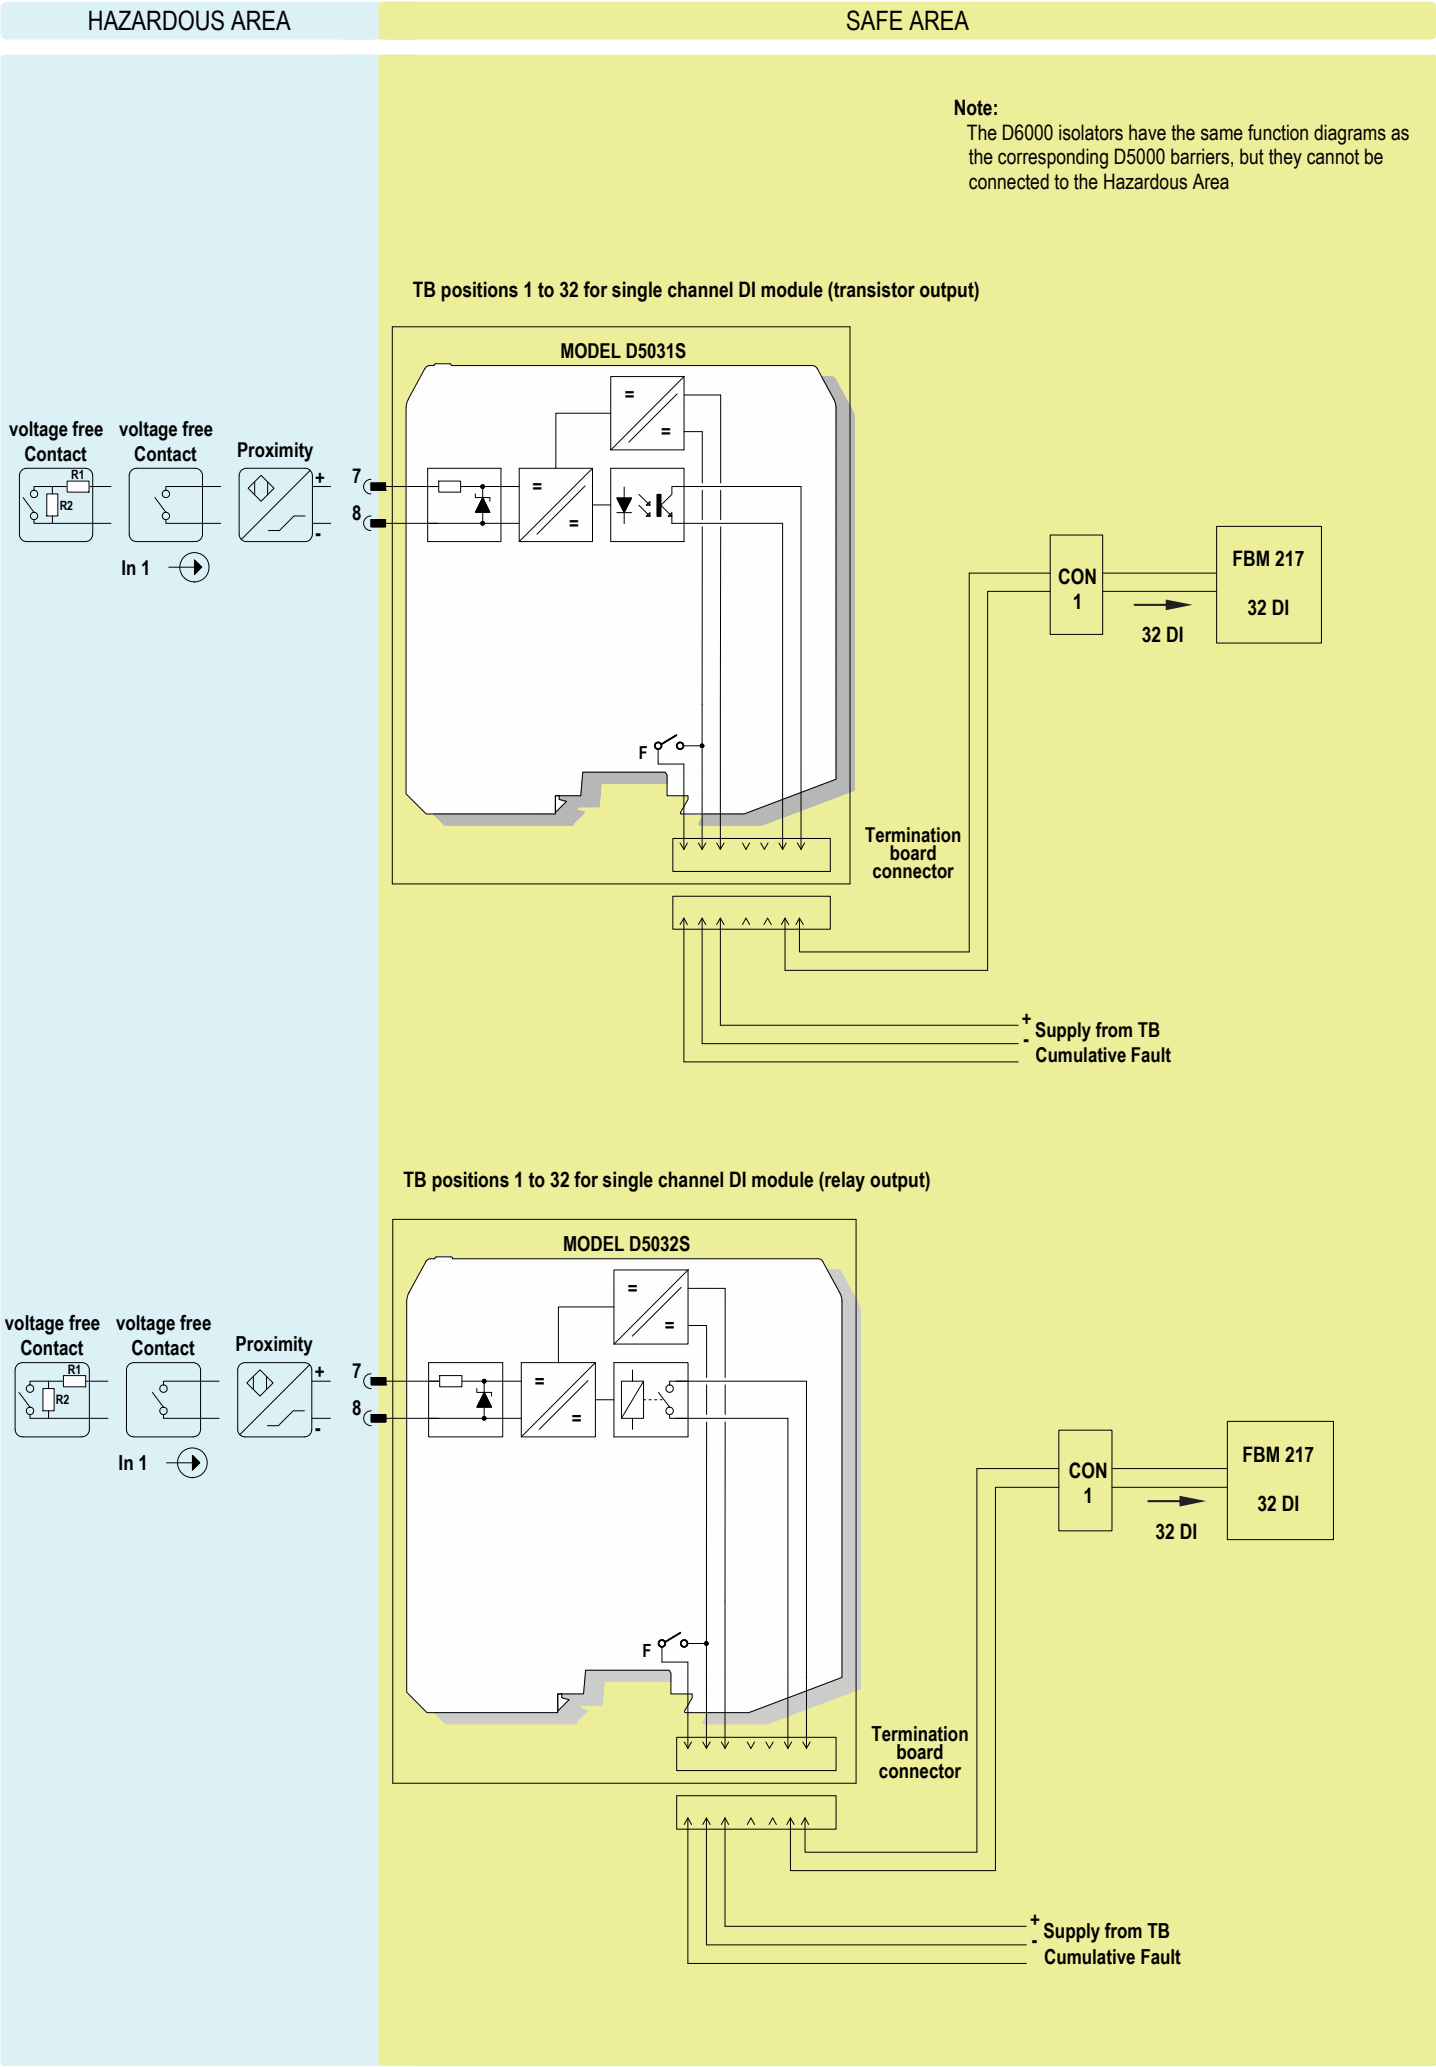 HAZARDOUS AREA
SAFE AREA
Note:
The D6000 isolators have the same function diagrams as
the corresponding D5000 barriers, but they cannot be
connected to the Hazardous Area
TB positions 1 to 32 for single channel DI module (transistor output)
MODEL D5031S
=
=
voltage free
Contact
voltage free
Contact
Proximity
R1
R2
+
-
7
8
=
=
In 1
CON
1
FBM 217
32 DI
32 DI
F
Termination
board
connector
+
-
Supply from TB
Cumulative Fault
TB positions 1 to 32 for single channel DI module (relay output)
MODEL D5032S
=
=
voltage free
Contact
voltage free
Contact
Proximity
R1
R2
+
-
7
8
=
=
In 1
CON
1
FBM 217
32 DI
32 DI
F
Termination
board
connector
+
-
Supply from TB
Cumulative Fault